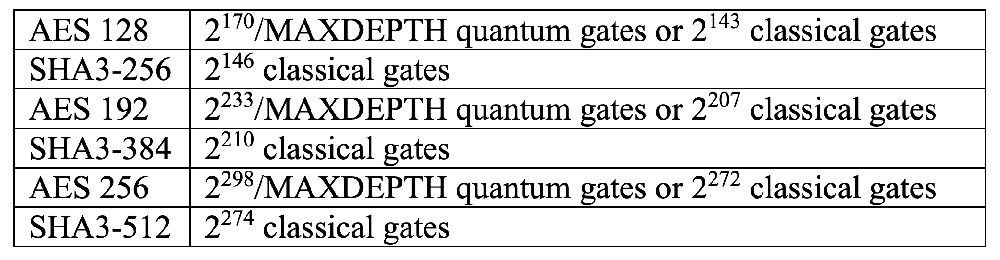 AES 128 2^170/MAXDEPTH quantum gates or 2^143 classical gates
SHA3-256 2^146 classical gates
AES 192 2^233/MAXDEPTH quantum gates or 2^207 classical gates
SHA3-384 2^210 classical gates
AES 256 2^298/MAXDEPTH quantum gates or 2^272 classical gates
SHA3-512 2^274 classical gates